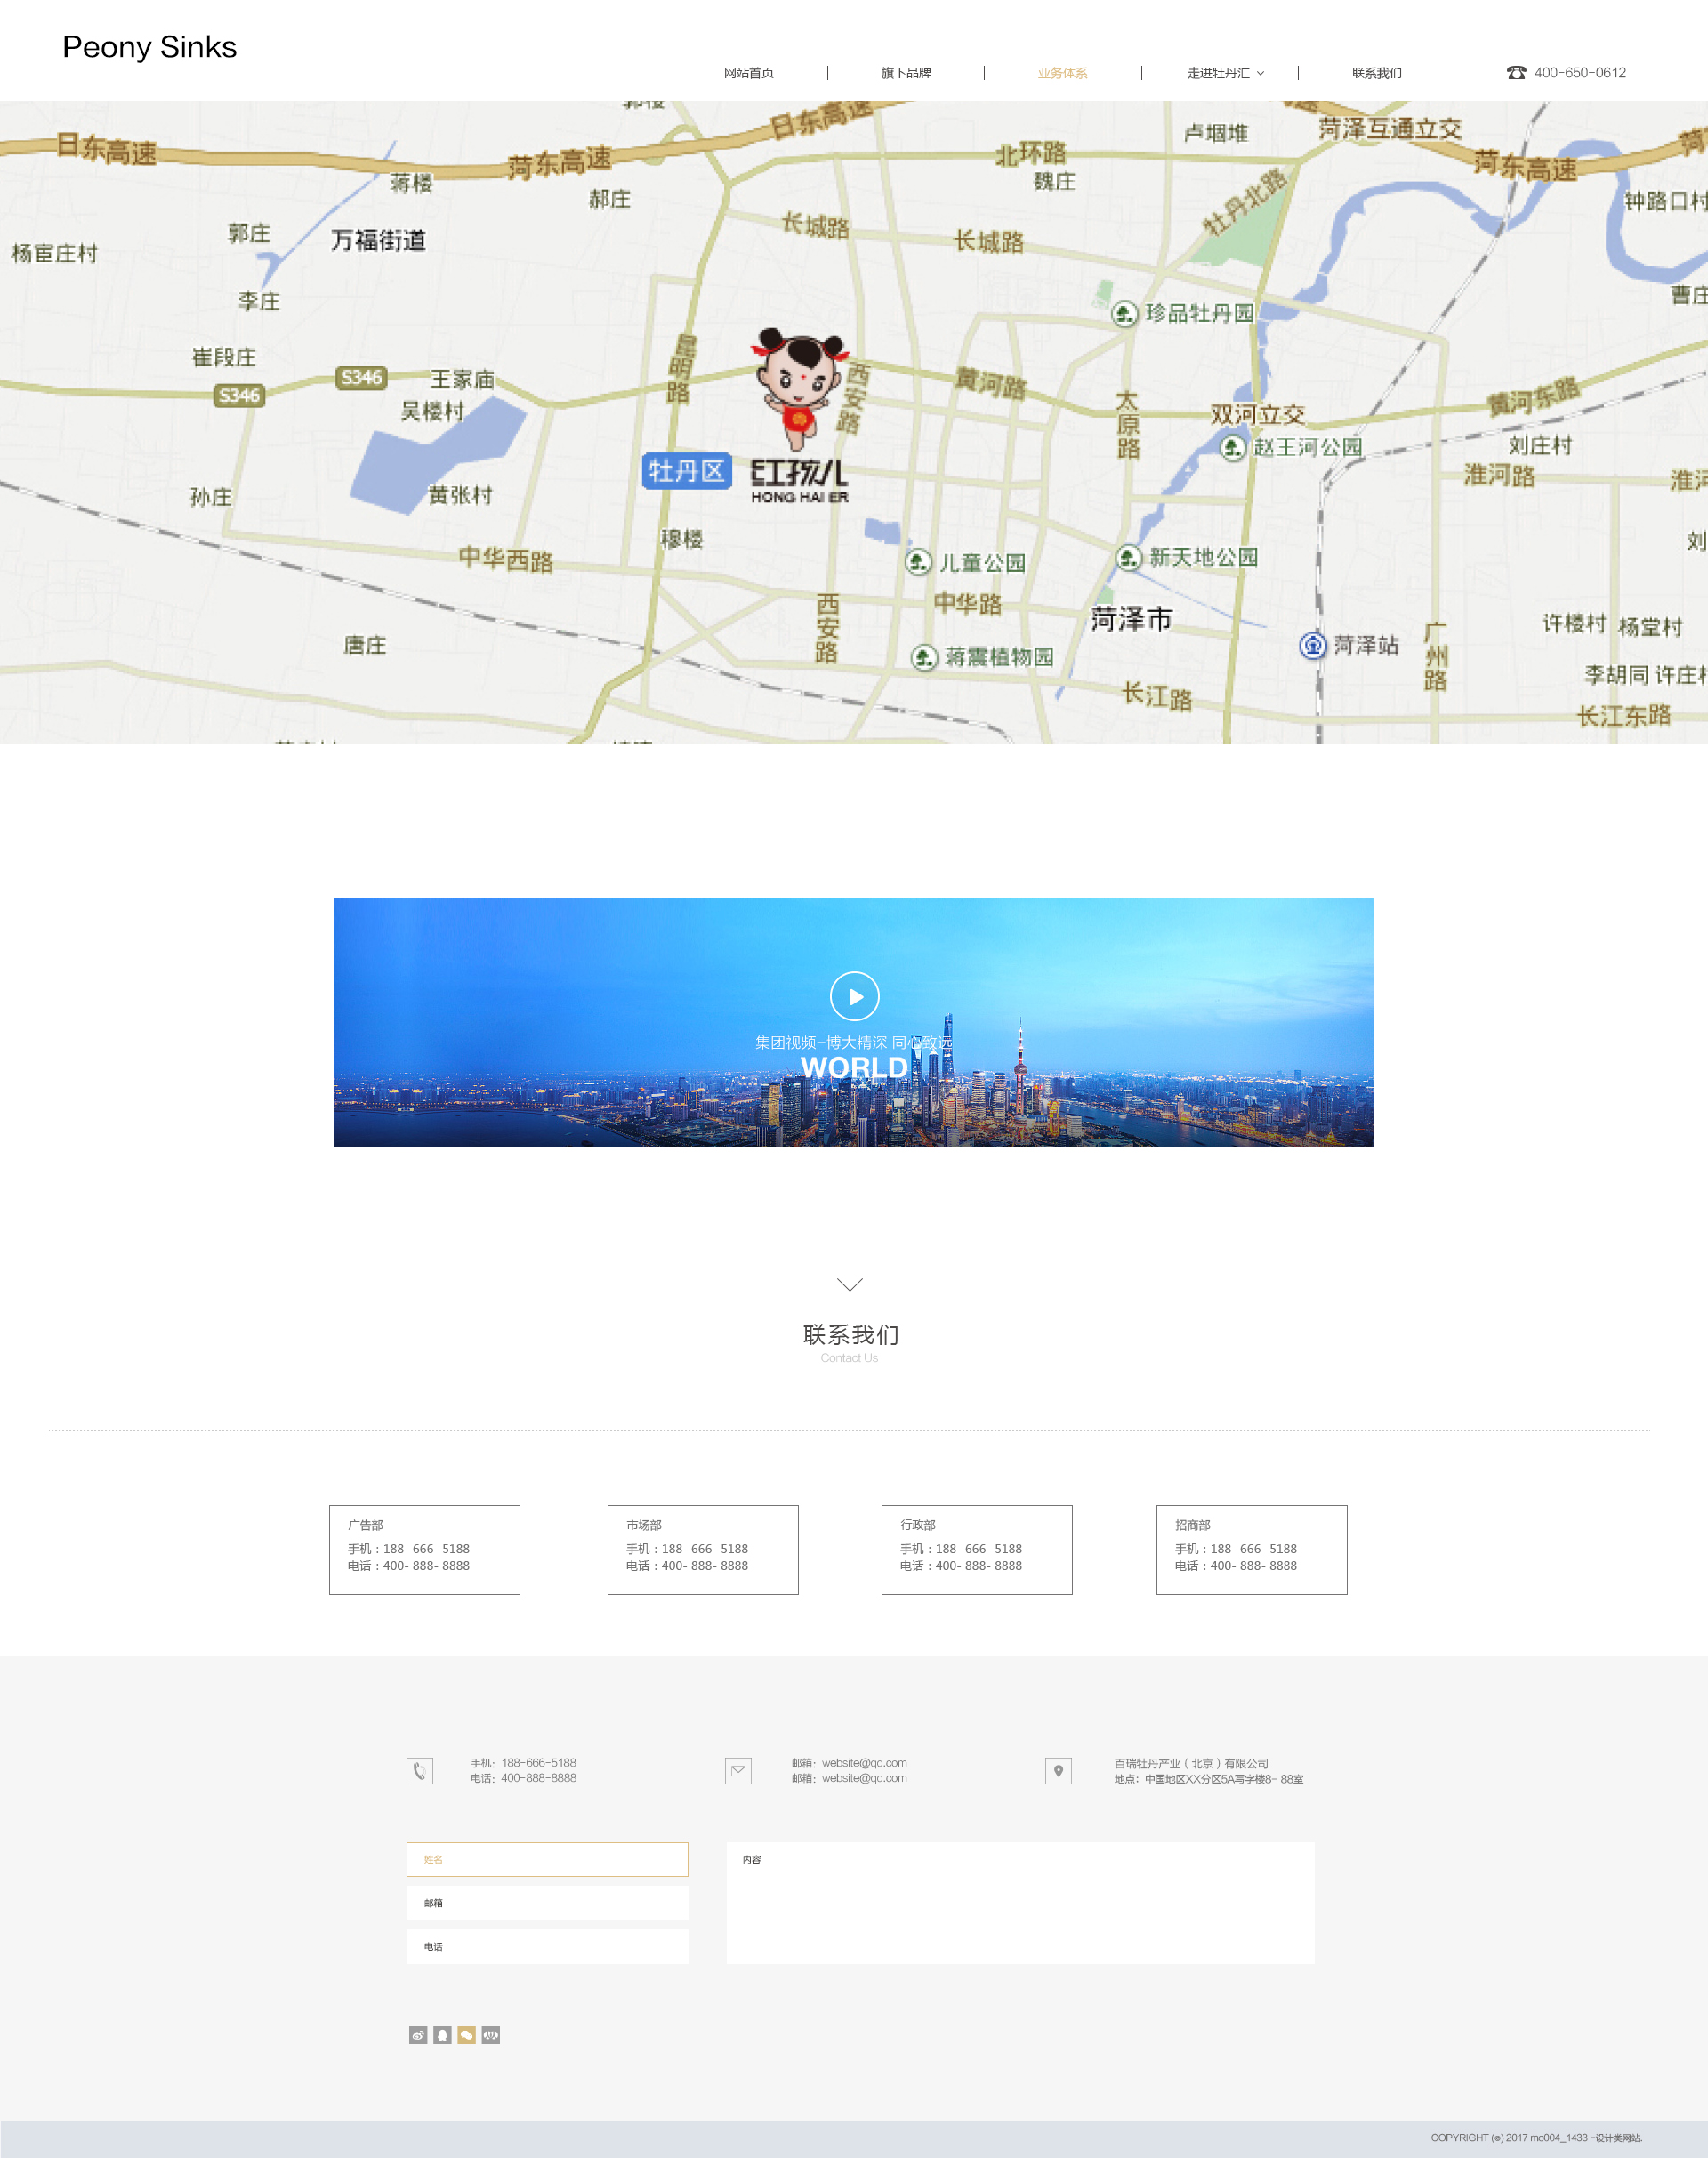 Peony Sinks
网站首页
旗下品牌
业务体系
走进牡丹汇
联系我们
400-650-0612
日东高速
菏泽互通立交
卢堌堆
日东高速
菏东高速
菏东高速
北环路
魏庄
蒋楼
郝庄
牡丹北路
钟路口村
郭庄
万福街道
长城路
长城路
杨宦庄村
李庄
曹庄
珍品牡丹园
崔段庄
昆明路
S346
S346
王家庙
吴楼村
西安路
黄河路
太原路
双河立交
黄河东路
赵王河公园
刘庄村
牡丹区
红孩儿
HONG HAI ER
淮河路
淮河
孙庄
黄张村
穆楼
刘
中华西路
儿童公园
新天地公园
中华路
西安路
菏泽市
许楼村
杨堂村
唐庄
蒋震植物园
菏泽站
广州路
李胡同
许庄村
长江路
长江东路
集团视频-博大精深 同心致远
WORLD
联系我们
Contact Us
广告部
手机：188- 666- 5188
电话：400- 888- 8888
市场部
手机：188- 666- 5188
电话：400- 888- 8888
行政部
手机：188- 666- 5188
电话：400- 888- 8888
招商部
手机：188- 666- 5188
电话：400- 888- 8888
手机：188-666-5188
电话：400-888-8888
邮箱：website@qq.com
邮箱：website@qq.com
百瑞牡丹产业（北京）有限公司
地点：中国地区XX分区5A写字楼8- 88室
姓名
邮箱
电话
内容
COPYRIGHT (©) 2017 mo004_1433 -设计类网站.